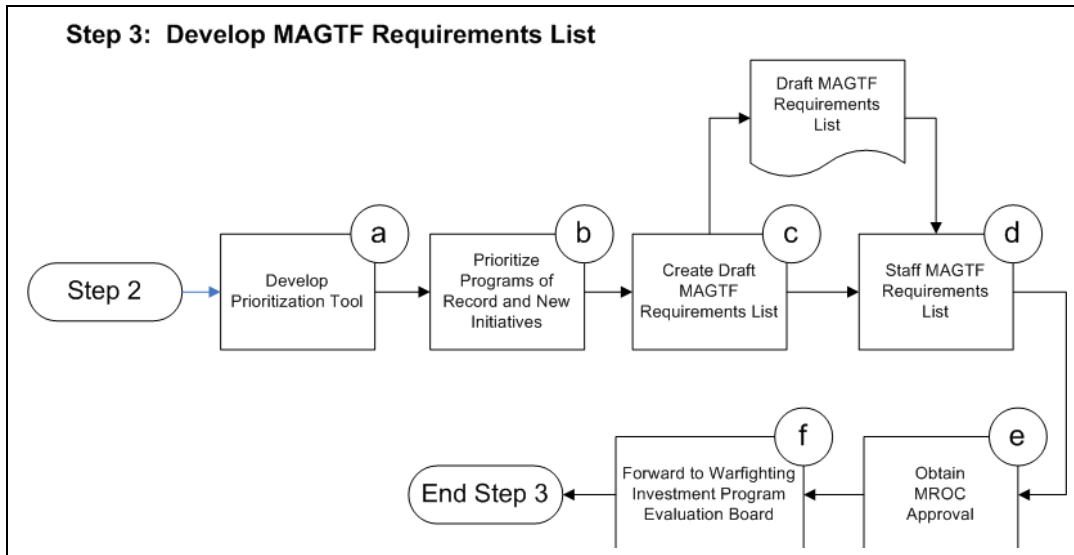 Step 3:  Develop MAGTF Requirements List
Draft MAGTF
Requirements
List
a
b
c
d
Step 2
Develop
Prioritization Tool
Prioritize
Programs of
Record and New
Initiatives
Create Draft
MAGTF
Requirements List
Staff MAGTF
Requirements
List
f
e
End Step 3
Forward to Warfighting
Investment Program
Evaluation Board
Obtain
MROC
Approval